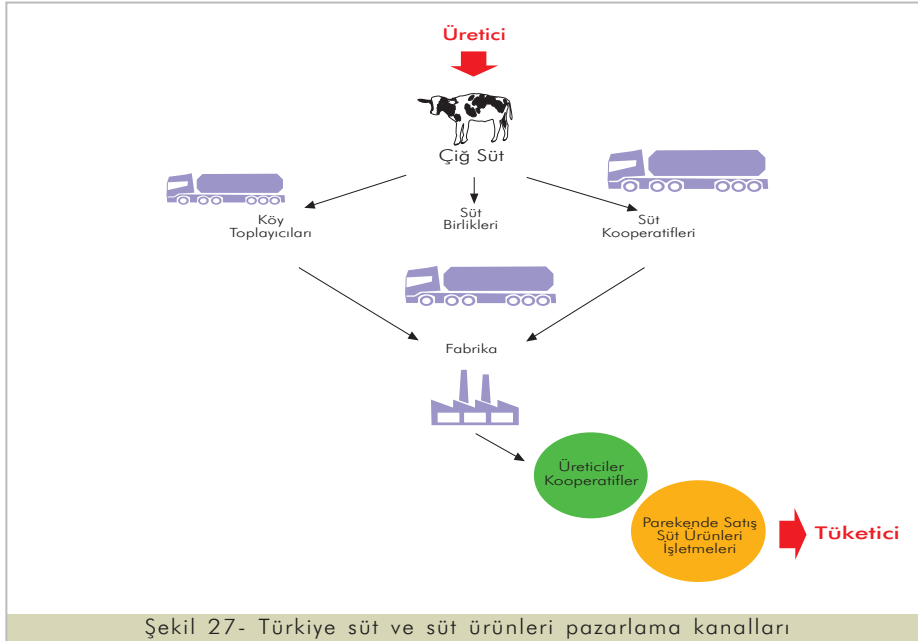 Üretici
Çiğ Süt
Köy
Toplayıcıları
Süt
Birlikleri
Süt
Kooperatifleri
Fabrika
Üreticiler
Kooperatifler
Parekende Satış
Süt Ürünleri
İşletmeleri
Tüketici
Şekil 27- Türkiye süt ve süt ürünleri pazarlama kanalları